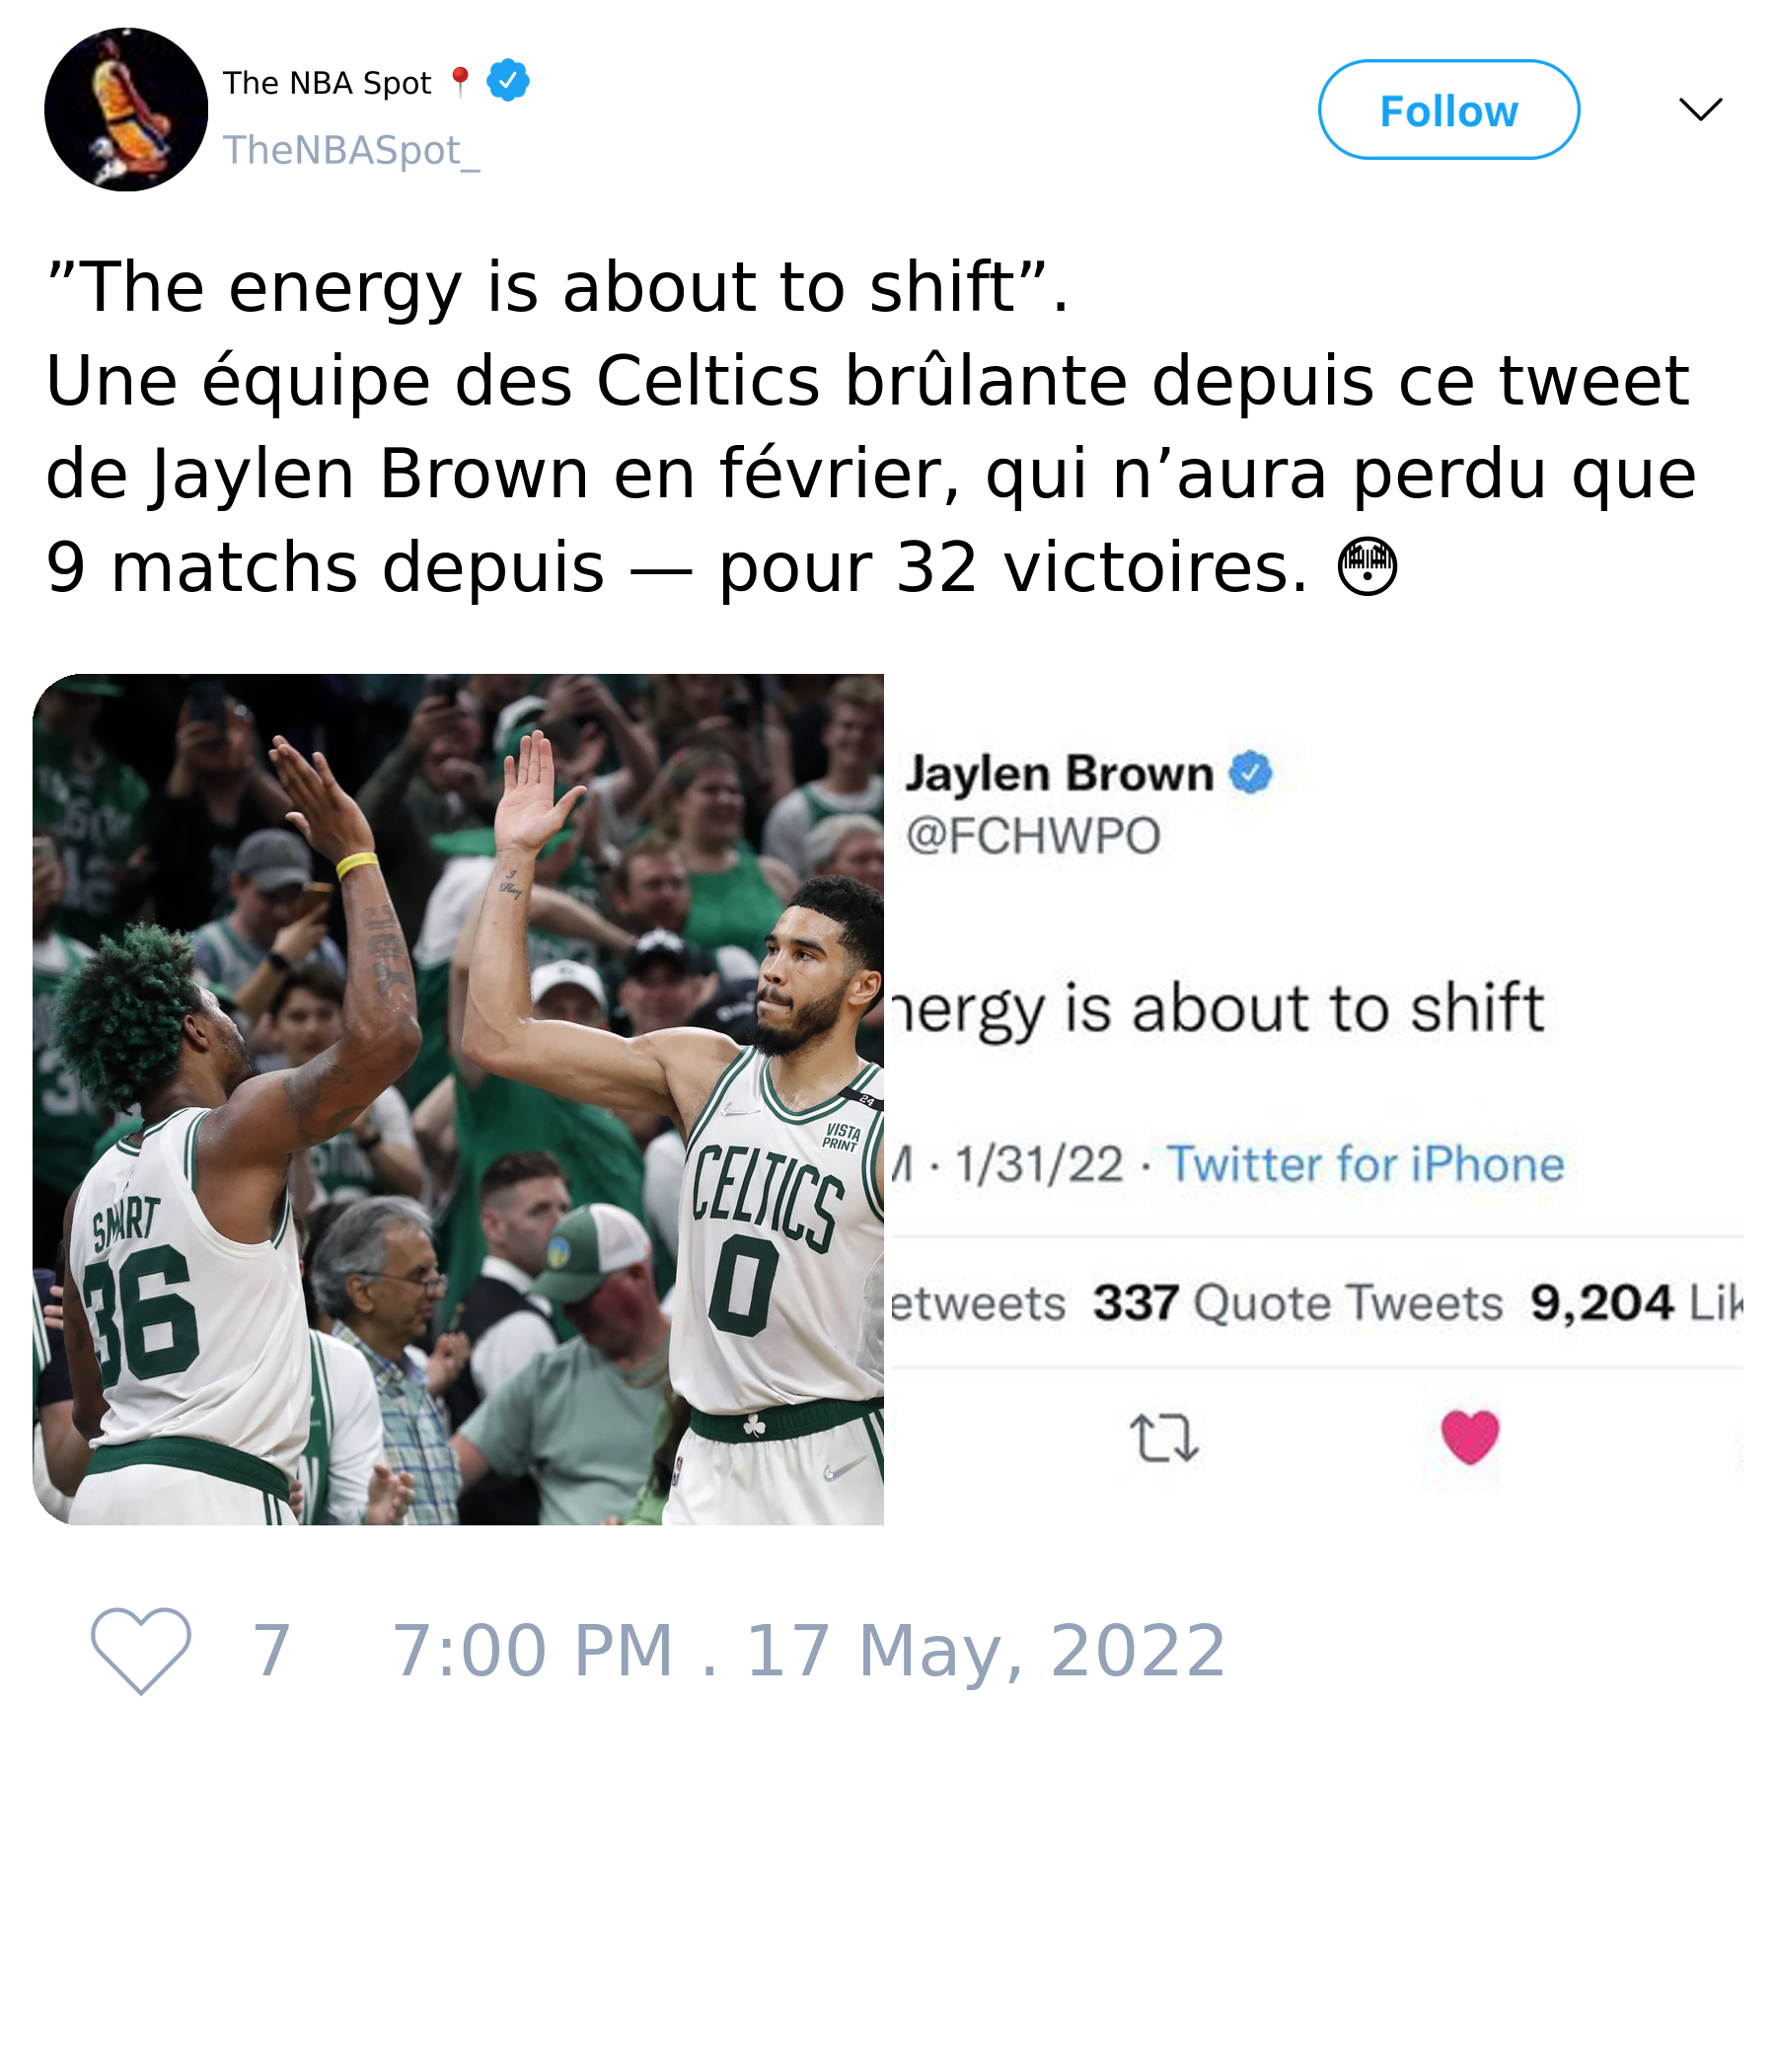 The NBA Spot 📍
TheNBASpot_
Follow
”The energy is about to shift”.
Une équipe des Celtics brûlante depuis ce tweet
de Jaylen Brown en février, qui n’aura perdu que
9 matchs depuis — pour 32 victoires. 😳
SMART
36
24
VISTA
PRINT
CELTICS
0
Jaylen Brown
@FCHWPO
nergy is about to shift
M · 1/31/22 · Twitter for iPhone
etweets 337 Quote Tweets 9,204 Lik
7 7:00 PM . 17 May, 2022